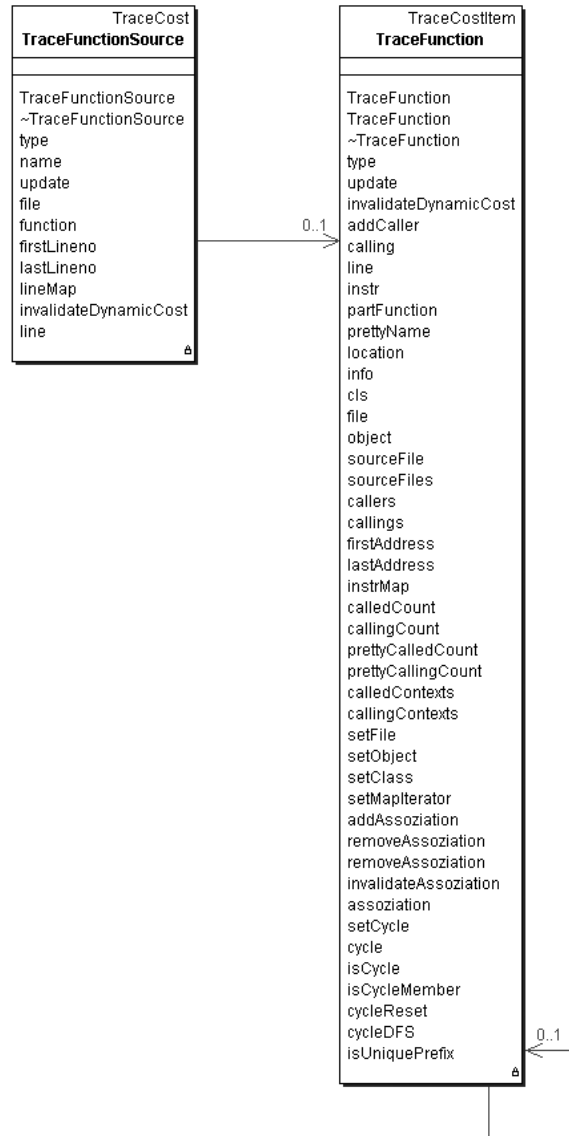 TraceCost
TraceFunctionSource
TraceFunctionSource
~TraceFunctionSource
type
name
update
file
function
firstLineno
lastLineno
lineMap
invalidateDynamicCost
line
0..1
TraceCostItem
TraceFunction
TraceFunction
TraceFunction
~TraceFunction
type
update
invalidateDynamicCost
addCaller
calling
line
instr
partFunction
prettyName
location
info
cls
file
object
sourceFile
sourceFiles
callers
callings
firstAddress
lastAddress
instrMap
calledCount
callingCount
prettyCalledCount
prettyCallingCount
calledContexts
callingContexts
setFile
setObject
setClass
setMapIterator
addAssoziation
removeAssoziation
removeAssoziation
invalidateAssoziation
assoziation
setCycle
cycle
isCycle
isCycleMember
cycleReset
cycleDFS
isUniquePrefix
0..1